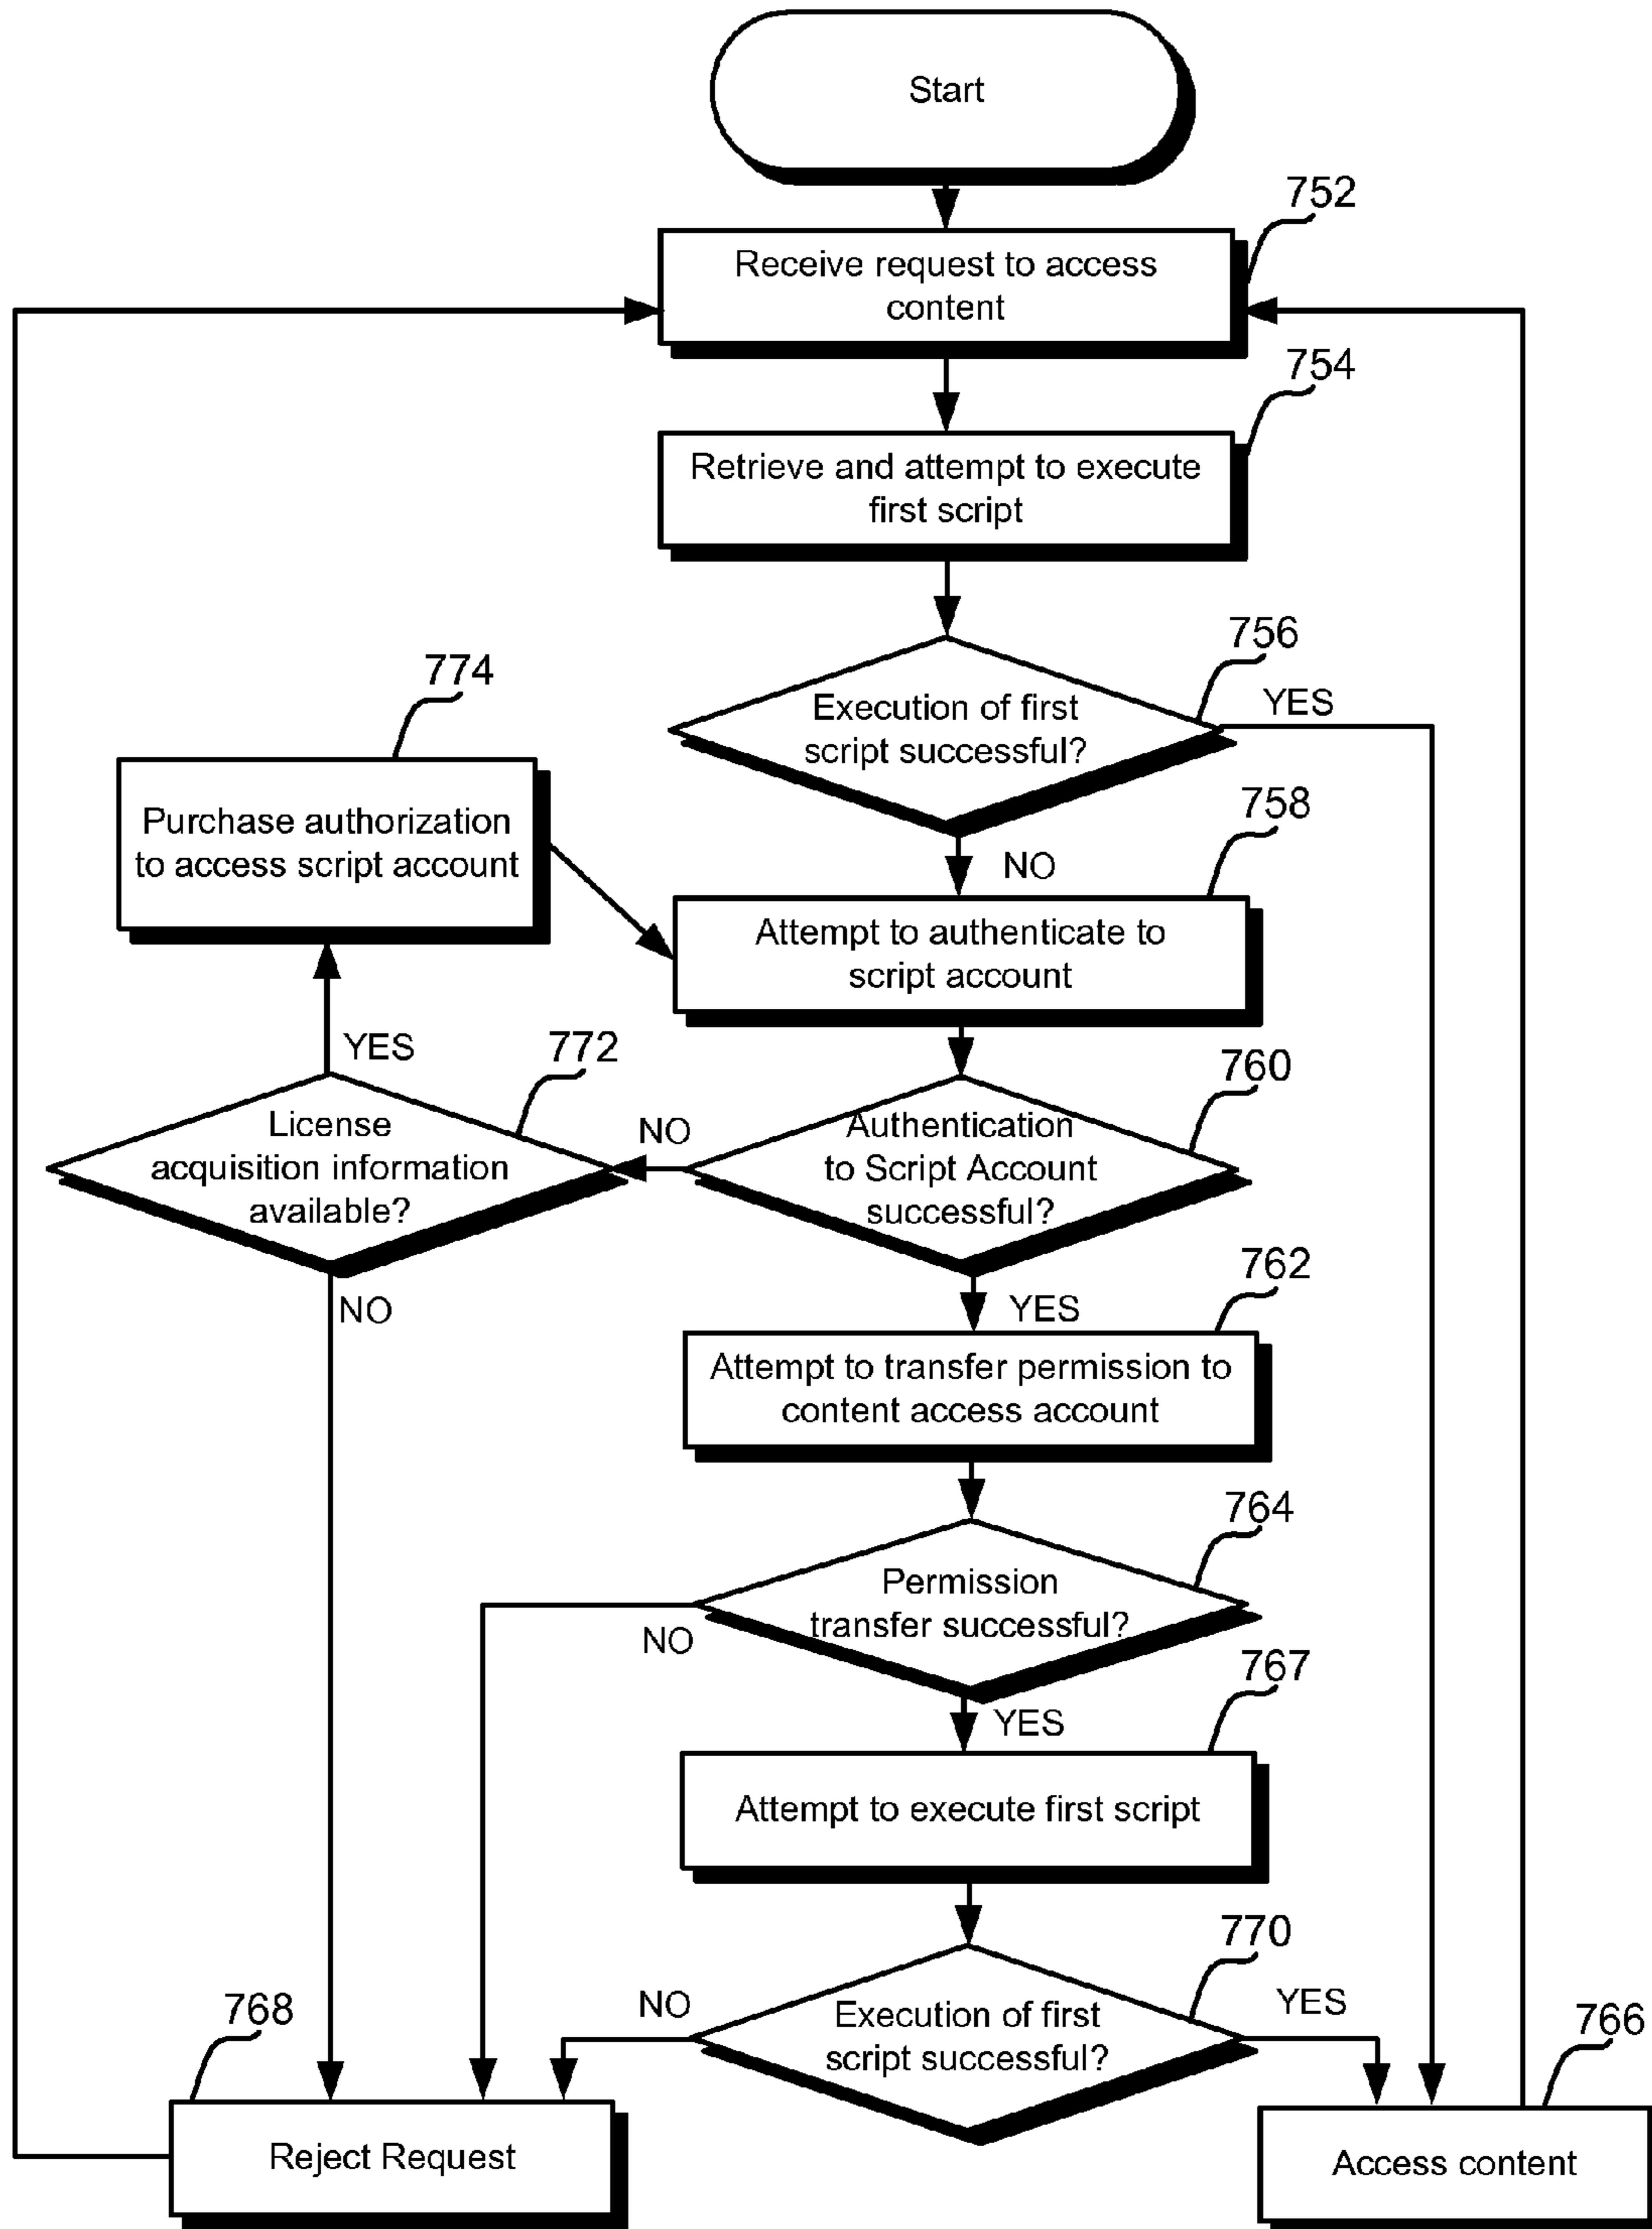 Start
752
Receive request to access
content
754
Retrieve and attempt to execute
first script
756
Execution of first
script successful?
YES
774
Purchase authorization
to access script account
NO
758
Attempt to authenticate to
script account
YES
772
License
acquisition information
available?
NO
760
Authentication
to Script Account
successful?
NO
YES
762
Attempt to transfer permission to
content access account
764
Permission
transfer successful?
NO
YES
767
Attempt to execute first script
770
Execution of first
script successful?
NO
YES
768
Reject Request
766
Access content